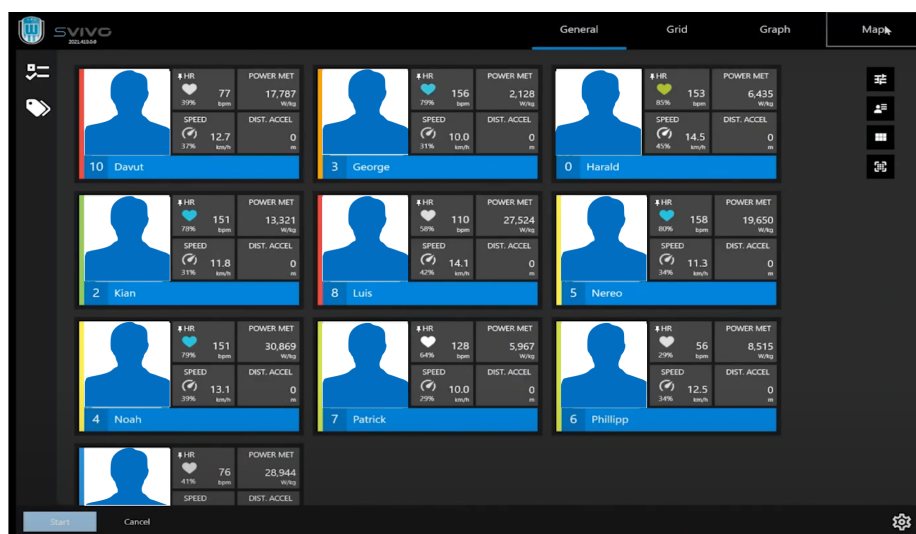 SVIVO
2021.419.0-0
General Grid Graph Map
HR POWER MET
77 17,787
39% bpm W/kg
SPEED DIST. ACCEL
12.7 0
37% km/h m
10 Davut
HR POWER MET
156 2,128
79% bpm W/kg
SPEED DIST. ACCEL
10.0 0
31% km/h m
3 George
HR POWER MET
153 6,435
85% bpm W/kg
SPEED DIST. ACCEL
14.5 0
45% km/h m
0 Harald
HR POWER MET
151 13,321
78% bpm W/kg
SPEED DIST. ACCEL
11.8 0
31% km/h m
2 Kian
HR POWER MET
110 27,524
58% bpm W/kg
SPEED DIST. ACCEL
14.1 0
42% km/h m
8 Luis
HR POWER MET
158 19,650
80% bpm W/kg
SPEED DIST. ACCEL
11.3 0
34% km/h m
5 Nereo
HR POWER MET
151 30,869
79% bpm W/kg
SPEED DIST. ACCEL
13.1 0
39% km/h m
4 Noah
HR POWER MET
128 5,967
64% bpm W/kg
SPEED DIST. ACCEL
10.0 0
29% km/h m
7 Patrick
HR POWER MET
56 8,515
29% bpm W/kg
SPEED DIST. ACCEL
12.5 0
34% km/h m
6 Phillipp
HR POWER MET
76 28,944
41% bpm W/kg
SPEED DIST. ACCEL
Start Cancel